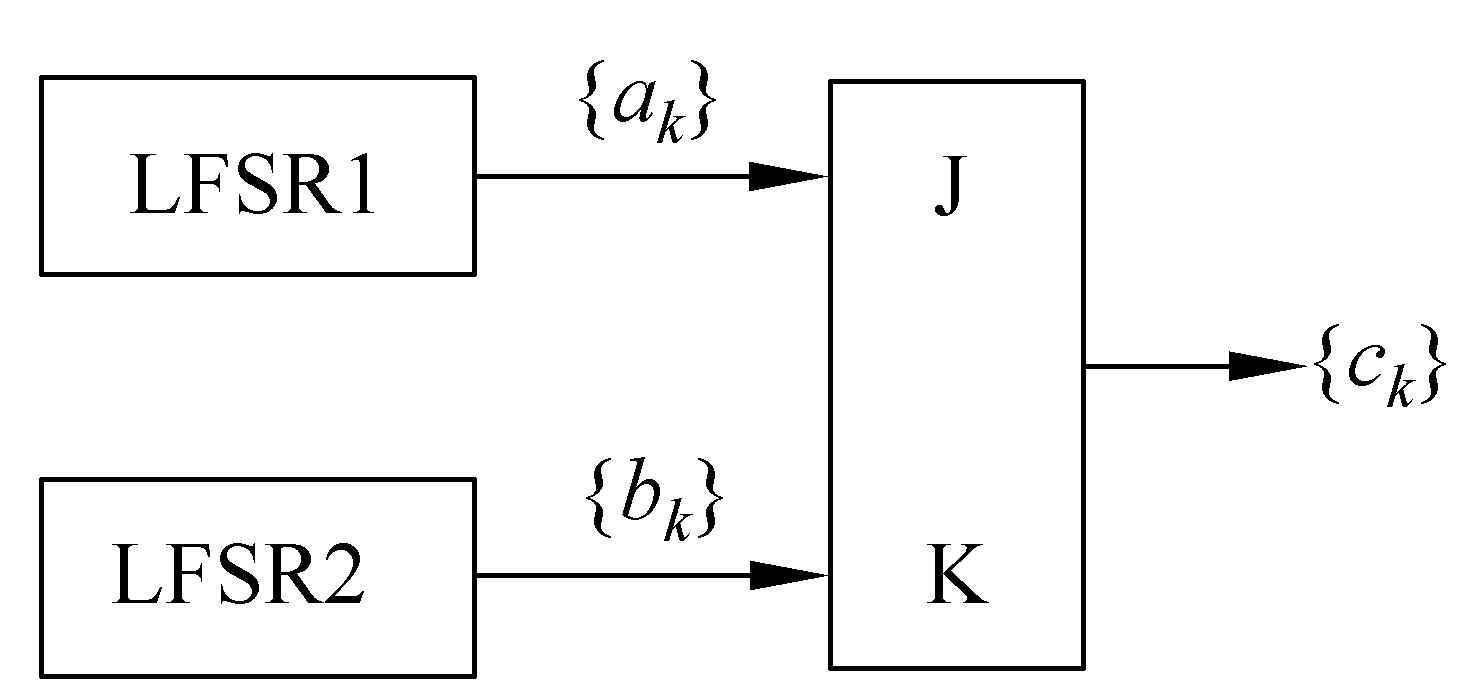 LFSR1
{a_k}
J
{c_k}
LFSR2
{b_k}
K